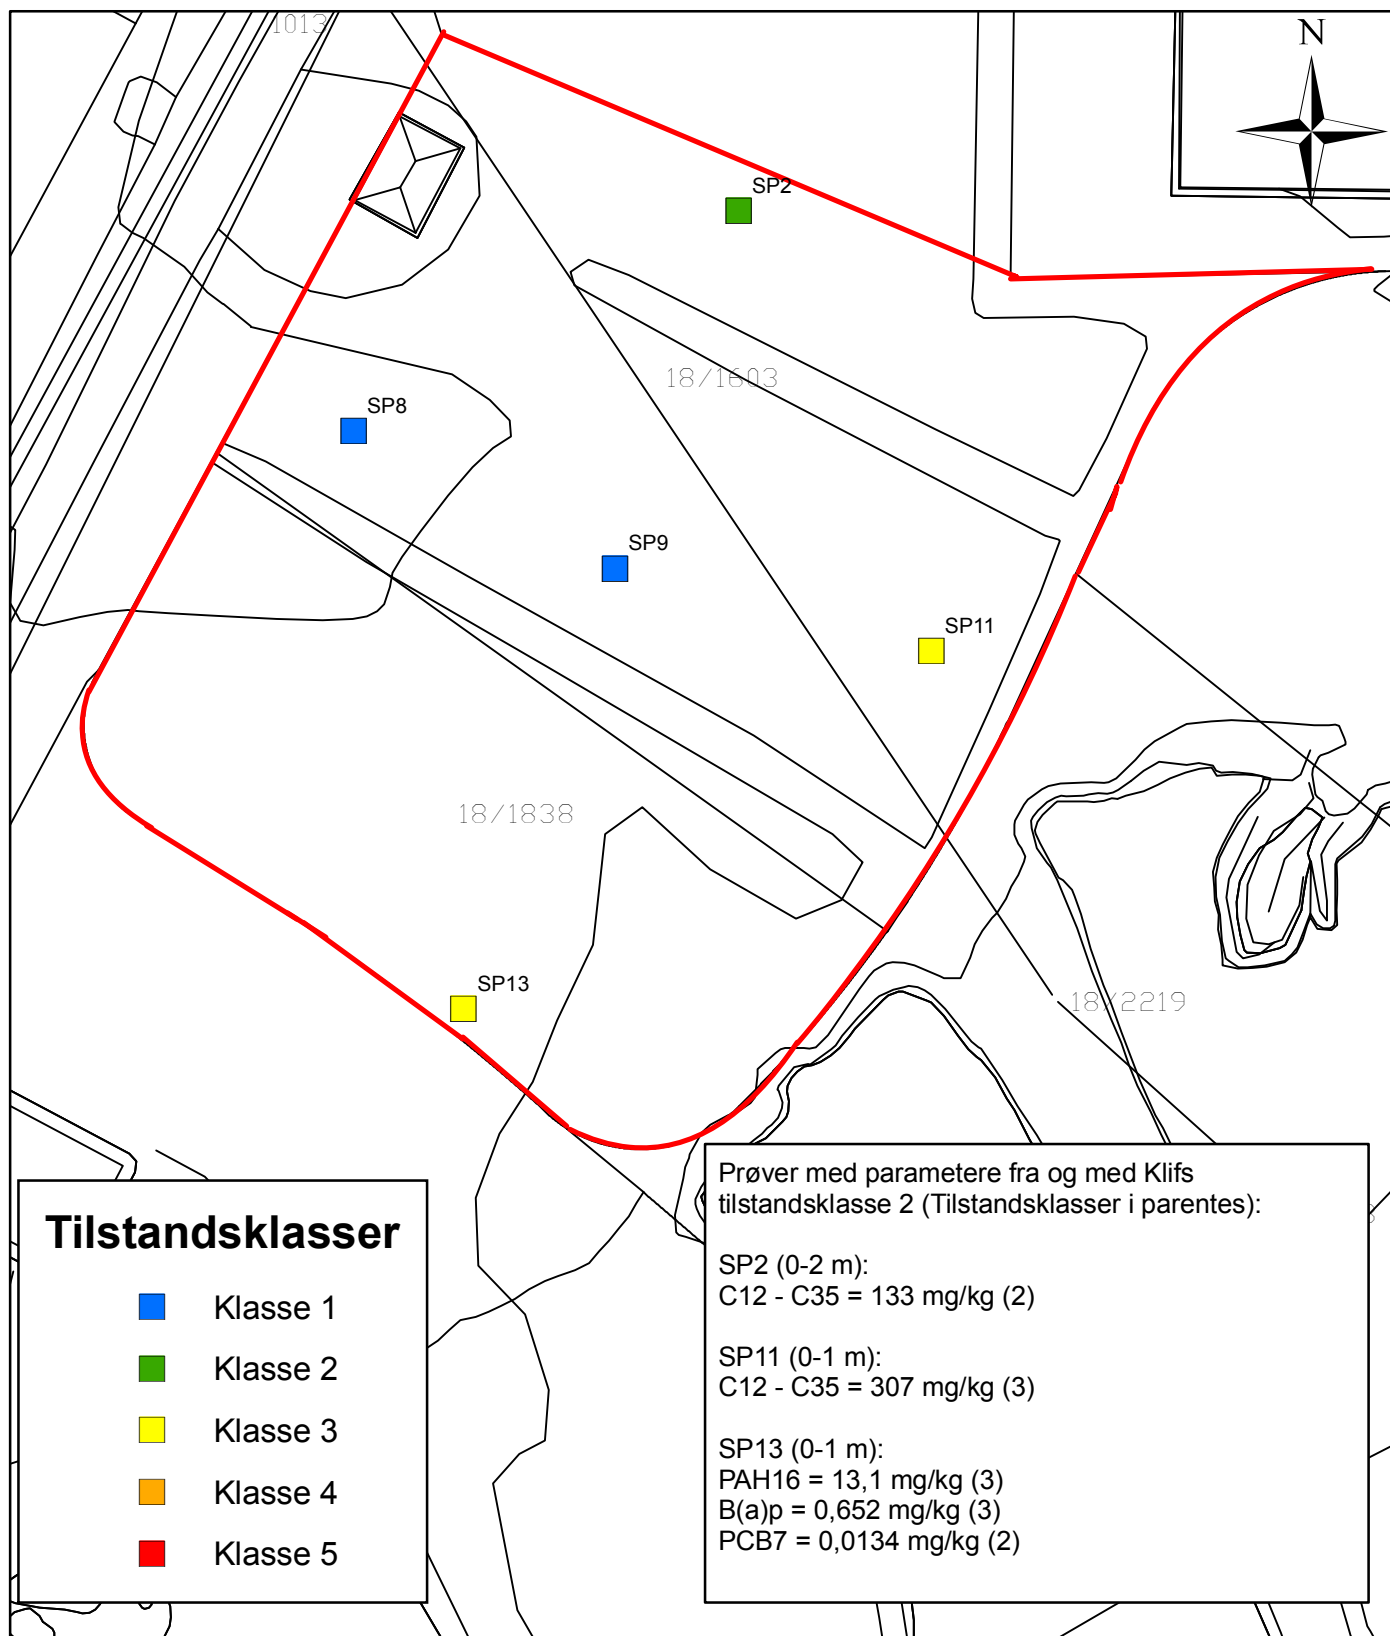 1013
N
SP2
18/1603
SP8
SP9
SP11
18/1838
SP13
18/2219
Prøver med parametere fra og med Klifs
tilstandsklasse 2 (Tilstandsklasser i parentes):
SP2 (0-2 m):
C12 - C35 = 133 mg/kg (2)
SP11 (0-1 m):
C12 - C35 = 307 mg/kg (3)
SP13 (0-1 m):
PAH16 = 13,1 mg/kg (3)
B(a)p = 0,652 mg/kg (3)
PCB7 = 0,0134 mg/kg (2)
Tilstandsklasser
Klasse 1
Klasse 2
Klasse 3
Klasse 4
Klasse 5